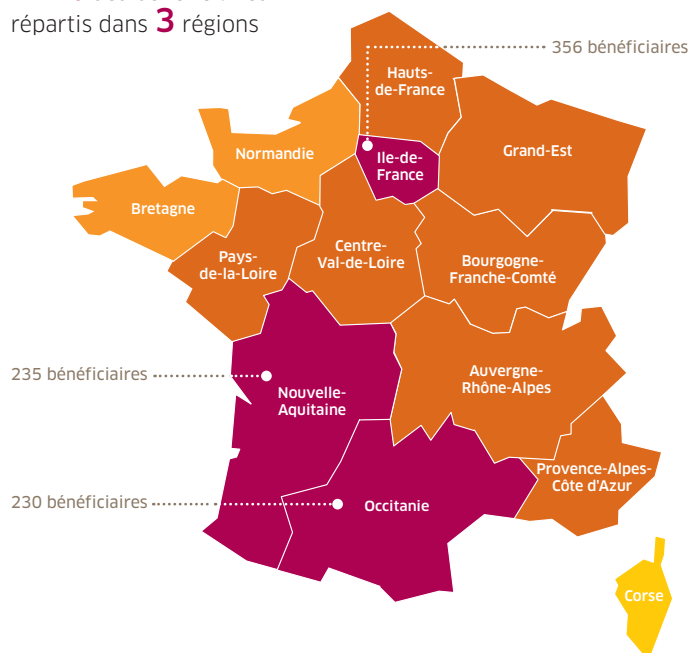 répartis dans 3 régions
356 bénéficiaires
Hauts-
de-France
Grand-Est
Normandie
Ile-de-
France
Bretagne
Pays-
de-la-Loire
Centre-
Val-de-Loire
Bourgogne-
Franche-Comté
235 bénéficiaires
Nouvelle-
Aquitaine
Auvergne-
Rhône-Alpes
230 bénéficiaires
Occitanie
Provence-Alpes-
Côte d'Azur
Corse